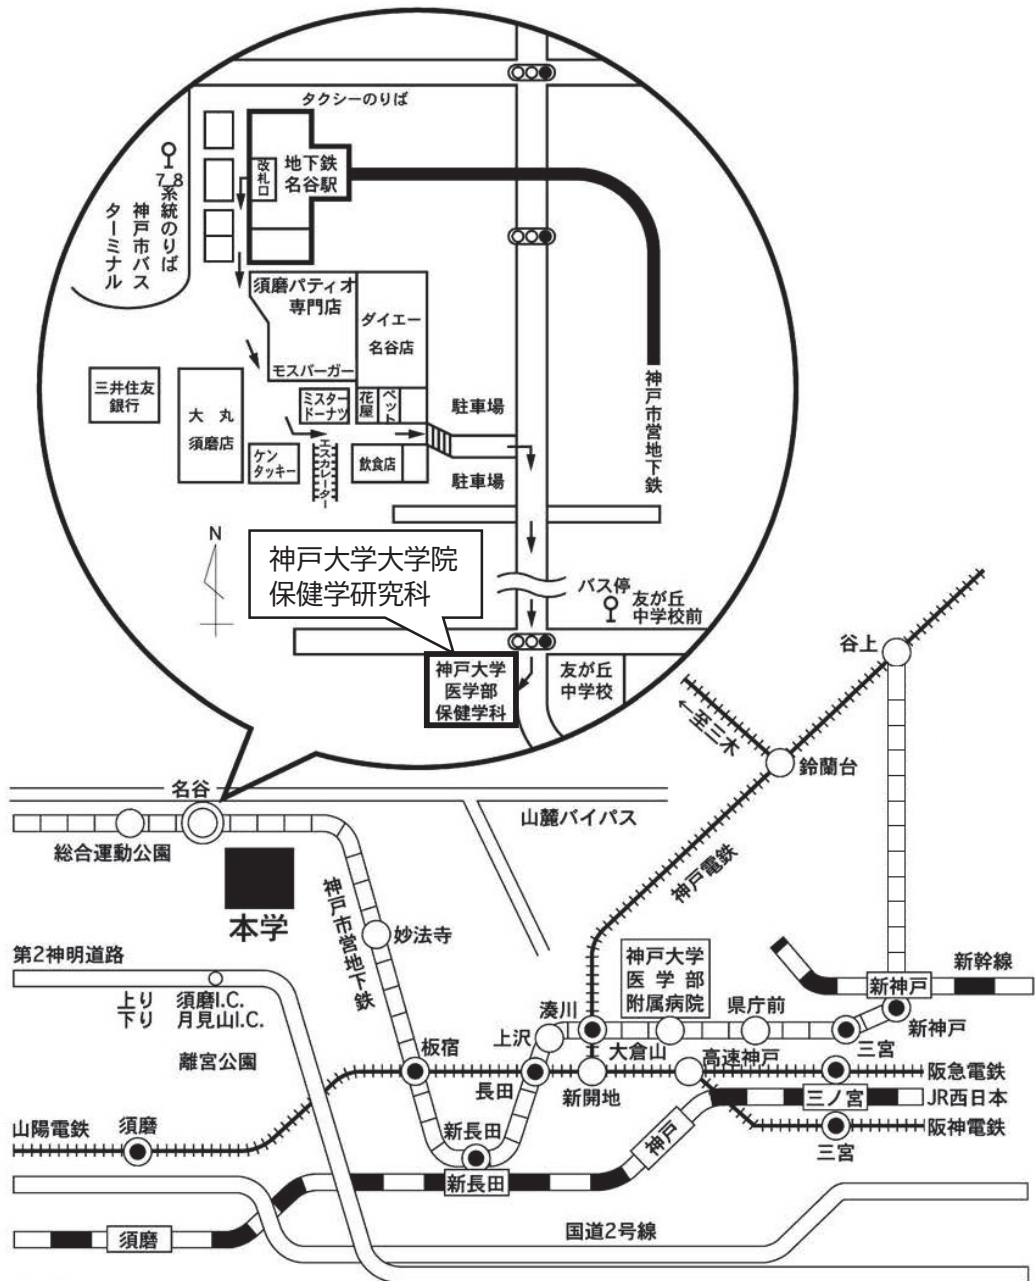 タクシーのりば
改札口
地下鉄
名谷駅
7,8
系統のりば
神戸市バス
ターミナル
須磨パティオ
専門店
ダイエー
名谷店
モスバーガー
三井住友
銀行
大丸
須磨店
ミスター
ドーナツ
花屋
ペット
駐車場
ケン
タッキー
エスカレーター
飲食店
駐車場
神戸市営地下鉄
N
神戸大学大学院
保健学研究科
バス停
友が丘
中学校前
神戸大学
医学部
保健学科
友が丘
中学校
谷上
←至三木
鈴蘭台
名谷
山麓バイパス
総合運動公園
神戸電鉄
本学
神戸市営地下鉄
妙法寺
第2神明道路
上り 須磨I.C.
下り 月見山I.C.
離宮公園
神戸大学
医学部
附属病院
新幹線
新神戸
湊川
県庁前
新神戸
上沢
大倉山
三宮
板宿
高速神戸
長田
新開地
阪急電鉄
三ノ宮
JR西日本
山陽電鉄
須磨
新長田
神戸
三宮
阪神電鉄
新長田
国道2号線
須磨